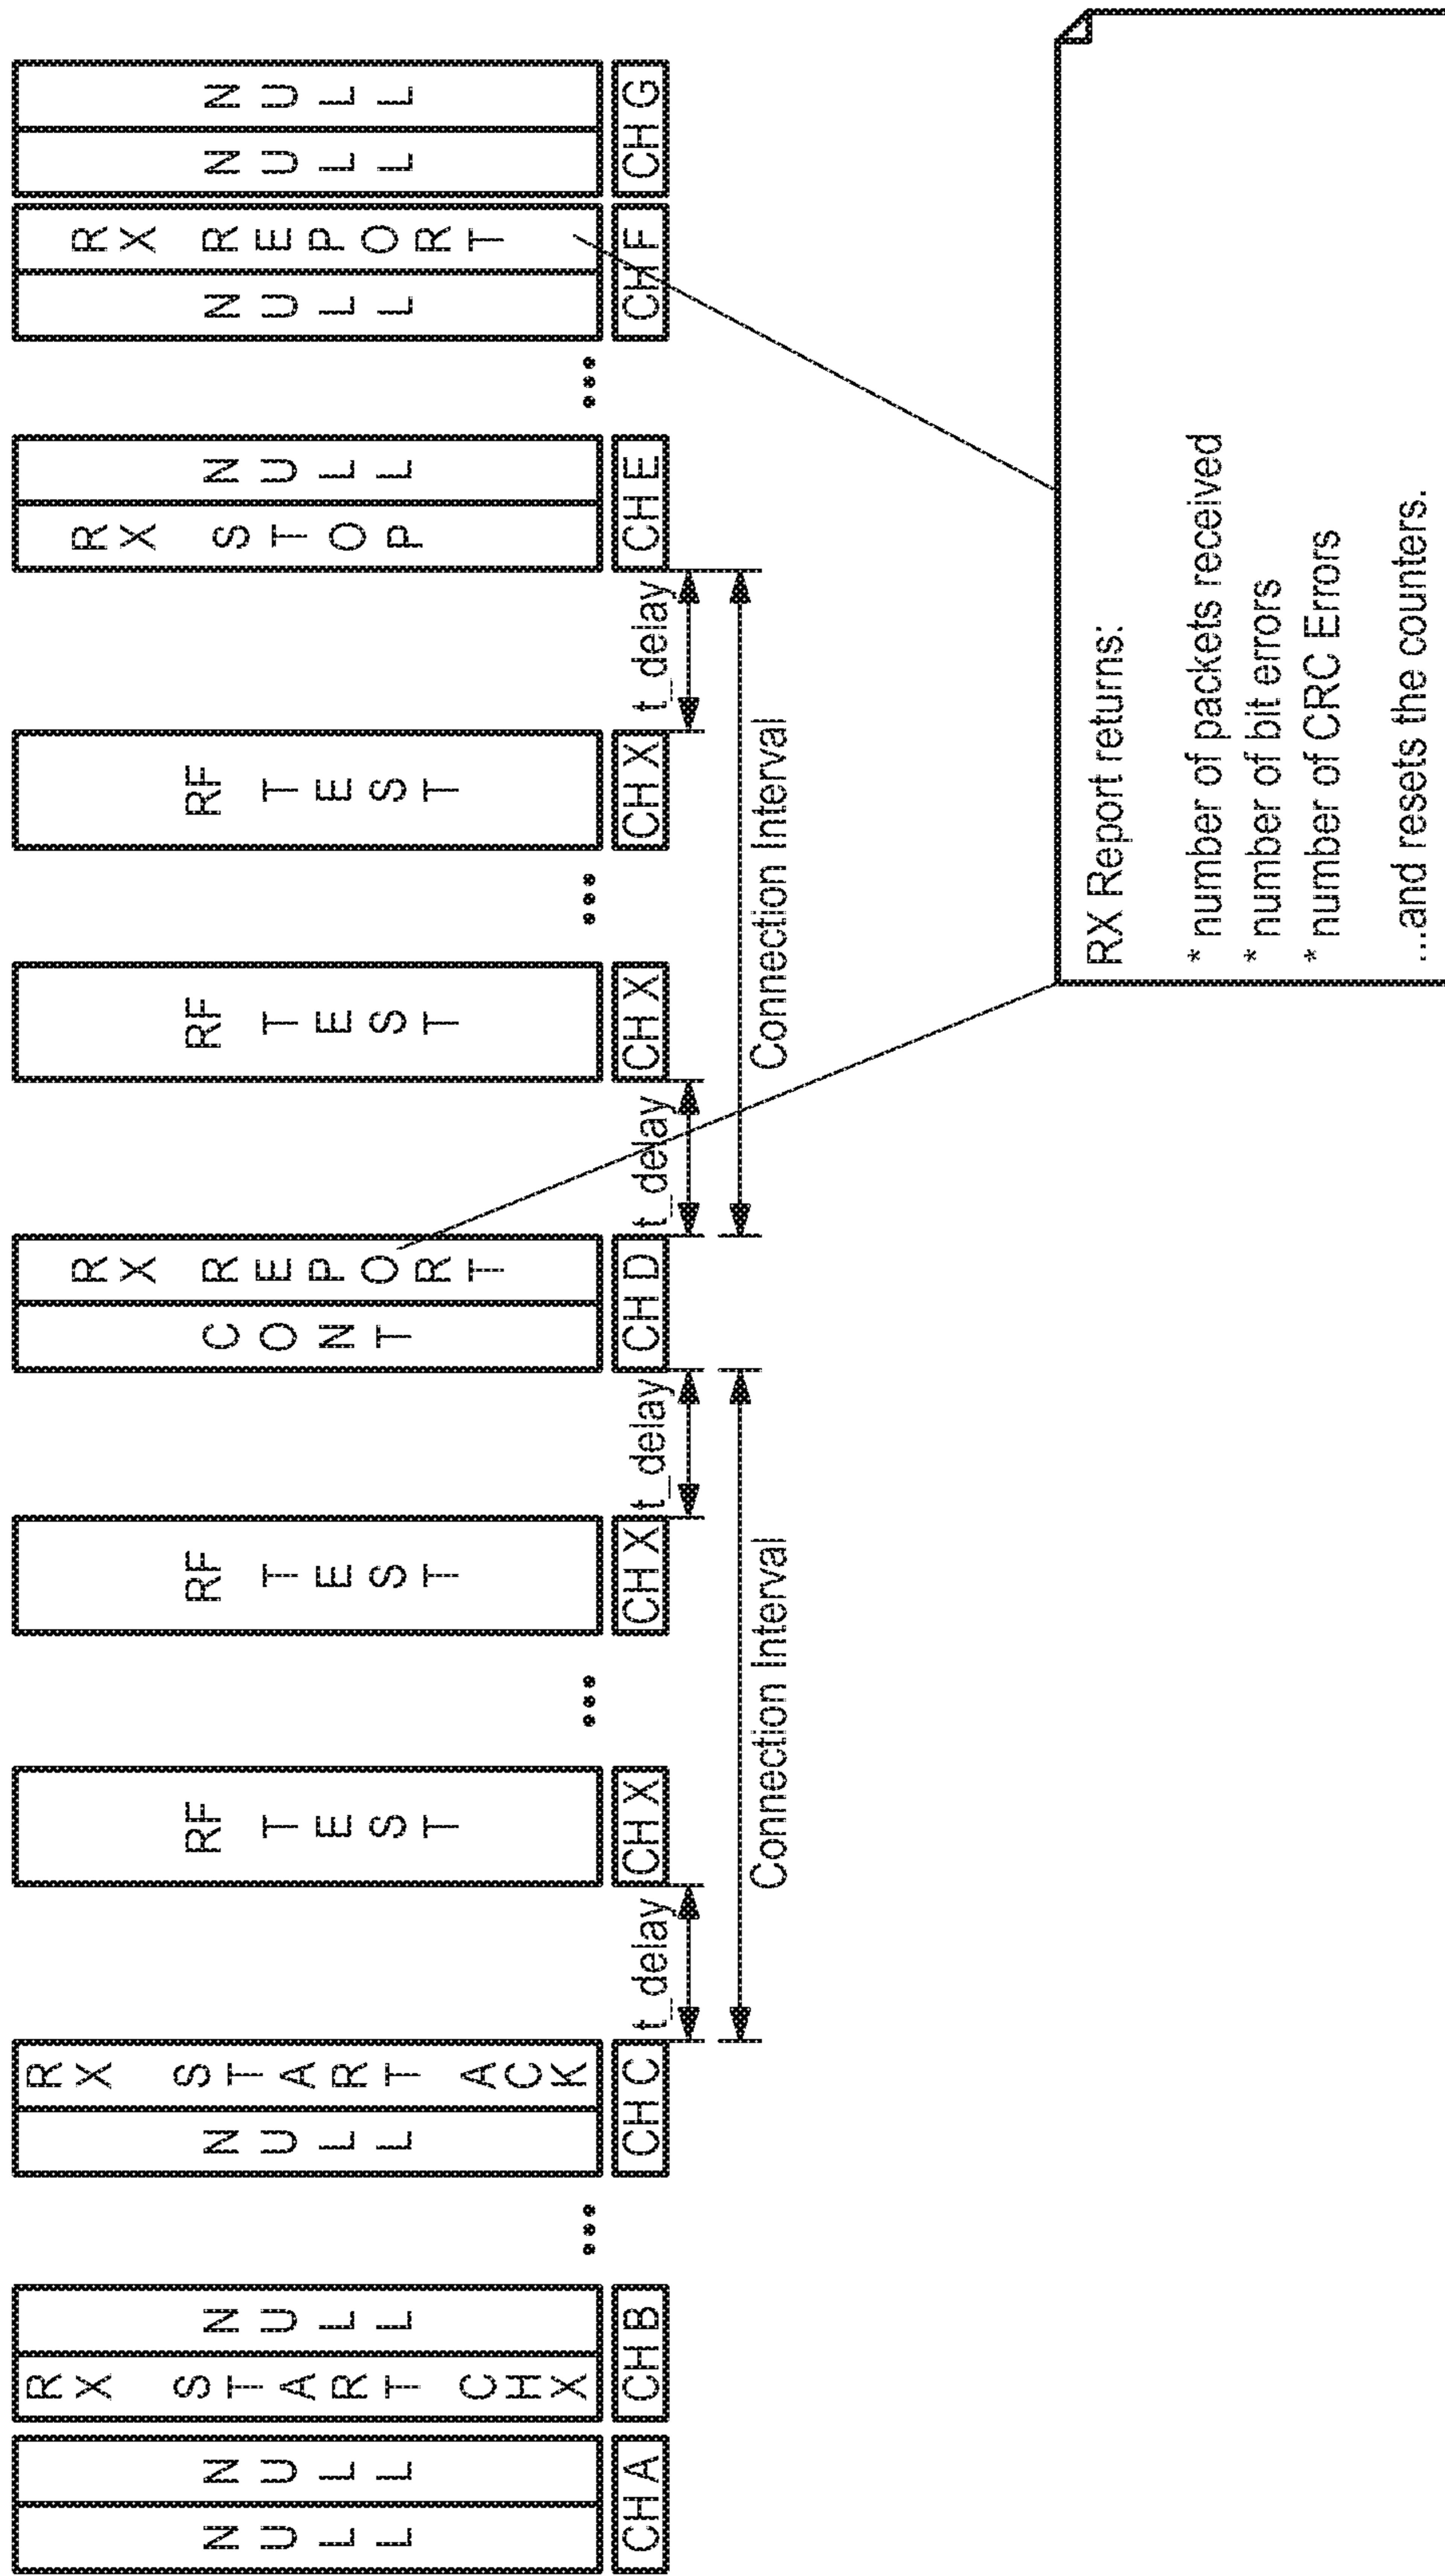 NULL
NULL
CH A
RX START CHX
NULL
CH B
...
NULL
RX START ACK
CH C
t_delay
RF TEST
CH X
...
RF TEST
CH X
t_delay
Connection Interval
CONT
RX REPORT
CH D
t_delay
RF TEST
CH X
...
RF TEST
CH X
t_delay
Connection Interval
RX STOP
NULL
CH E
...
NULL
RX REPORT
CH F
NULL
NULL
CH G
RX Report returns:
* number of packets received
* number of bit errors
* number of CRC Errors
...and resets the counters.